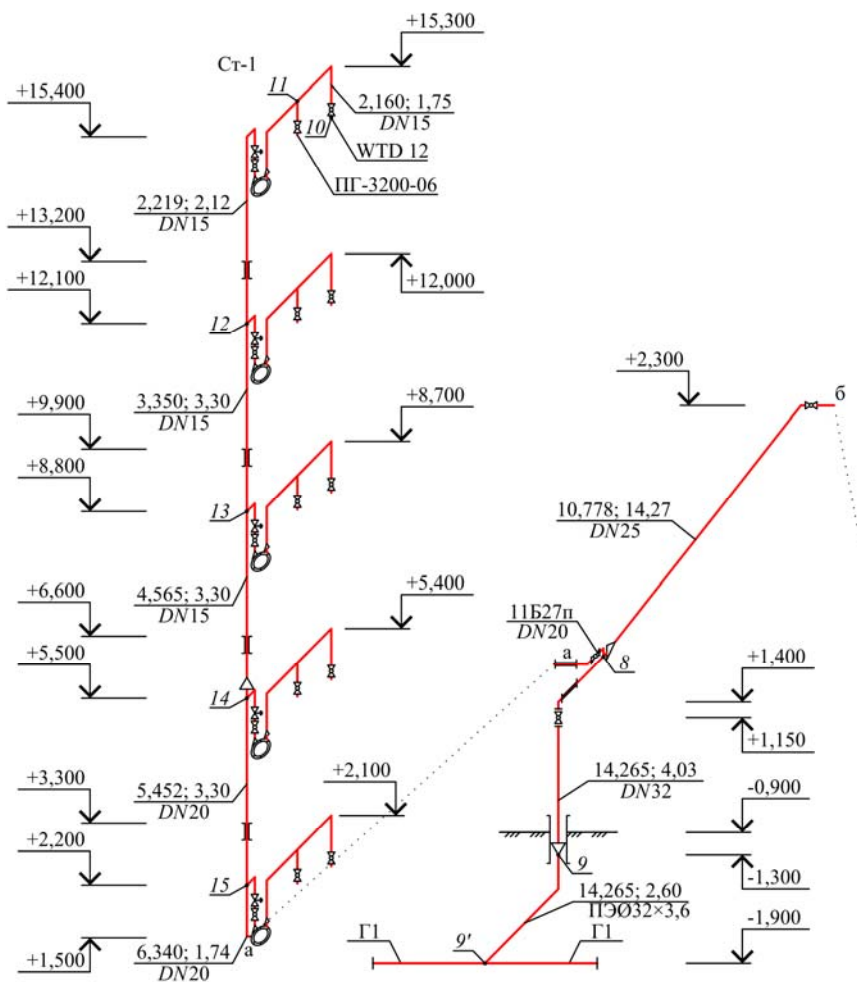 +15,300
Ст-1
+15,400
11
2,160; 1,75
DN15
10
WTD 12
ПГ-3200-06
2,219; 2,12
DN15
+13,200
+12,100
+12,000
12
+2,300
б
3,350; 3,30
DN15
+9,900
+8,700
+8,800
13
10,778; 14,27
DN25
4,565; 3,30
DN15
+6,600
+5,400
11Б27п
DN20
а
8
+5,500
14
+1,400
+1,150
5,452; 3,30
DN20
+3,300
+2,100
14,265; 4,03
DN32
-0,900
+2,200
15
9
-1,300
14,265; 2,60
ПЭØ32×3,6
-1,900
Г1
Г1
9'
а
6,340; 1,74
DN20
+1,500